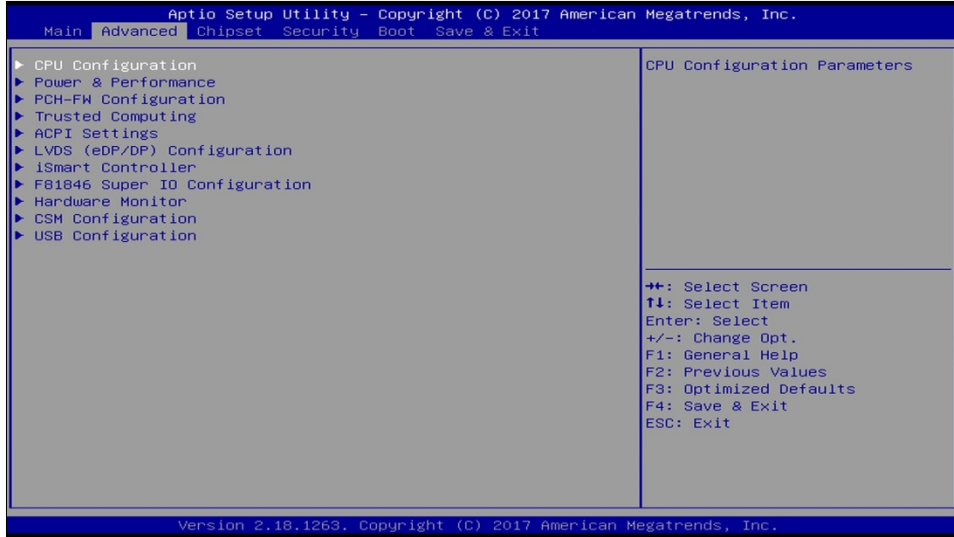 Aptio Setup Utility – Copyright (C) 2017 American Megatrends, Inc.
Main Advanced Chipset Security Boot Save & Exit
▶ CPU Configuration
▶ Power & Performance
▶ PCH-FW Configuration
▶ Trusted Computing
▶ ACPI Settings
▶ LVDS (eDP/DP) Configuration
▶ iSmart Controller
▶ F81846 Super IO Configuration
▶ Hardware Monitor
▶ CSM Configuration
▶ USB Configuration
CPU Configuration Parameters
→←: Select Screen
↑↓: Select Item
Enter: Select
+/-: Change Opt.
F1: General Help
F2: Previous Values
F3: Optimized Defaults
F4: Save & Exit
ESC: Exit
Version 2.18.1263. Copyright (C) 2017 American Megatrends, Inc.